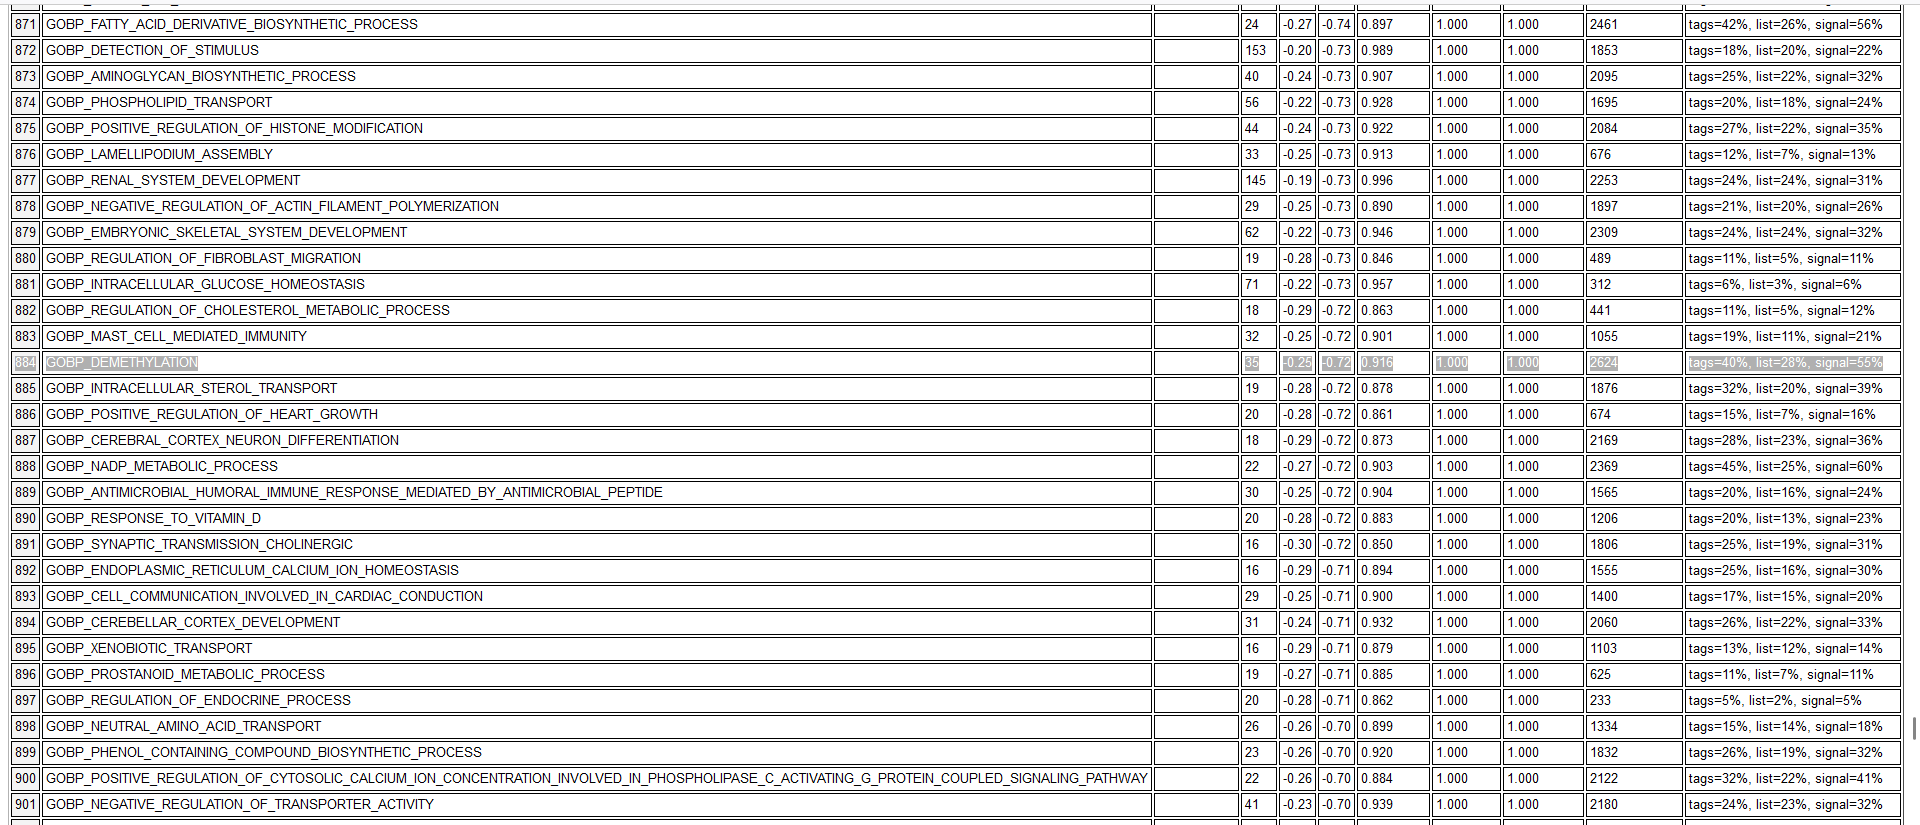 871 GOBP_FATTY_ACID_DERIVATIVE_BIOSYNTHETIC_PROCESS 24 -0.27 -0.74 0.897 1.000 1.000 2461 tags=42%, list=26%, signal=56%
872 GOBP_DETECTION_OF_STIMULUS 153 -0.20 -0.73 0.989 1.000 1.000 1853 tags=18%, list=20%, signal=22%
873 GOBP_AMINOGLYCAN_BIOSYNTHETIC_PROCESS 40 -0.24 -0.73 0.907 1.000 1.000 2095 tags=25%, list=22%, signal=32%
874 GOBP_PHOSPHOLIPID_TRANSPORT 56 -0.22 -0.73 0.928 1.000 1.000 1695 tags=20%, list=18%, signal=24%
875 GOBP_POSITIVE_REGULATION_OF_HISTONE_MODIFICATION 44 -0.24 -0.73 0.922 1.000 1.000 2084 tags=27%, list=22%, signal=35%
876 GOBP_LAMELLIPODIUM_ASSEMBLY 33 -0.25 -0.73 0.913 1.000 1.000 676 tags=12%, list=7%, signal=13%
877 GOBP_RENAL_SYSTEM_DEVELOPMENT 145 -0.19 -0.73 0.996 1.000 1.000 2253 tags=24%, list=24%, signal=31%
878 GOBP_NEGATIVE_REGULATION_OF_ACTIN_FILAMENT_POLYMERIZATION 29 -0.25 -0.73 0.890 1.000 1.000 1897 tags=21%, list=20%, signal=26%
879 GOBP_EMBRYONIC_SKELETAL_SYSTEM_DEVELOPMENT 62 -0.22 -0.73 0.946 1.000 1.000 2309 tags=24%, list=24%, signal=32%
880 GOBP_REGULATION_OF_FIBROBLAST_MIGRATION 19 -0.28 -0.73 0.846 1.000 1.000 489 tags=11%, list=5%, signal=11%
881 GOBP_INTRACELLULAR_GLUCOSE_HOMEOSTASIS 71 -0.22 -0.73 0.957 1.000 1.000 312 tags=6%, list=3%, signal=6%
882 GOBP_REGULATION_OF_CHOLESTEROL_METABOLIC_PROCESS 18 -0.29 -0.72 0.863 1.000 1.000 441 tags=11%, list=5%, signal=12%
883 GOBP_MAST_CELL_MEDIATED_IMMUNITY 32 -0.25 -0.72 0.901 1.000 1.000 1055 tags=19%, list=11%, signal=21%
884 GOBP_DEMETHYLATION 35 -0.25 -0.72 0.916 1.000 1.000 2624 tags=40%, list=28%, signal=55%
885 GOBP_INTRACELLULAR_STEROL_TRANSPORT 19 -0.28 -0.72 0.878 1.000 1.000 1876 tags=32%, list=20%, signal=39%
886 GOBP_POSITIVE_REGULATION_OF_HEART_GROWTH 20 -0.28 -0.72 0.861 1.000 1.000 674 tags=15%, list=7%, signal=16%
887 GOBP_CEREBRAL_CORTEX_NEURON_DIFFERENTIATION 18 -0.29 -0.72 0.873 1.000 1.000 2169 tags=28%, list=23%, signal=36%
888 GOBP_NADP_METABOLIC_PROCESS 22 -0.27 -0.72 0.903 1.000 1.000 2369 tags=45%, list=25%, signal=60%
889 GOBP_ANTIMICROBIAL_HUMORAL_IMMUNE_RESPONSE_MEDIATED_BY_ANTIMICROBIAL_PEPTIDE 30 -0.25 -0.72 0.904 1.000 1.000 1565 tags=20%, list=16%, signal=24%
890 GOBP_RESPONSE_TO_VITAMIN_D 20 -0.28 -0.72 0.883 1.000 1.000 1206 tags=20%, list=13%, signal=23%
891 GOBP_SYNAPTIC_TRANSMISSION_CHOLINERGIC 16 -0.30 -0.72 0.850 1.000 1.000 1806 tags=25%, list=19%, signal=31%
892 GOBP_ENDOPLASMIC_RETICULUM_CALCIUM_ION_HOMEOSTASIS 16 -0.29 -0.71 0.894 1.000 1.000 1555 tags=25%, list=16%, signal=30%
893 GOBP_CELL_COMMUNICATION_INVOLVED_IN_CARDIAC_CONDUCTION 29 -0.25 -0.71 0.900 1.000 1.000 1400 tags=17%, list=15%, signal=20%
894 GOBP_CEREBELLAR_CORTEX_DEVELOPMENT 31 -0.24 -0.71 0.932 1.000 1.000 2060 tags=26%, list=22%, signal=33%
895 GOBP_XENOBIOTIC_TRANSPORT 16 -0.29 -0.71 0.879 1.000 1.000 1103 tags=13%, list=12%, signal=14%
896 GOBP_PROSTANOID_METABOLIC_PROCESS 19 -0.27 -0.71 0.885 1.000 1.000 625 tags=11%, list=7%, signal=11%
897 GOBP_REGULATION_OF_ENDOCRINE_PROCESS 20 -0.28 -0.71 0.862 1.000 1.000 233 tags=5%, list=2%, signal=5%
898 GOBP_NEUTRAL_AMINO_ACID_TRANSPORT 26 -0.26 -0.70 0.899 1.000 1.000 1334 tags=15%, list=14%, signal=18%
899 GOBP_PHENOL_CONTAINING_COMPOUND_BIOSYNTHETIC_PROCESS 23 -0.26 -0.70 0.920 1.000 1.000 1832 tags=26%, list=19%, signal=32%
900 GOBP_POSITIVE_REGULATION_OF_CYTOSOLIC_CALCIUM_ION_CONCENTRATION_INVOLVED_IN_PHOSPHOLIPASE_C_ACTIVATING_G_PROTEIN_COUPLED_SIGNALING_PATHWAY 22 -0.26 -0.70 0.884 1.000 1.000 2122 tags=32%, list=22%, signal=41%
901 GOBP_NEGATIVE_REGULATION_OF_TRANSPORTER_ACTIVITY 41 -0.23 -0.70 0.939 1.000 1.000 2180 tags=24%, list=23%, signal=32%